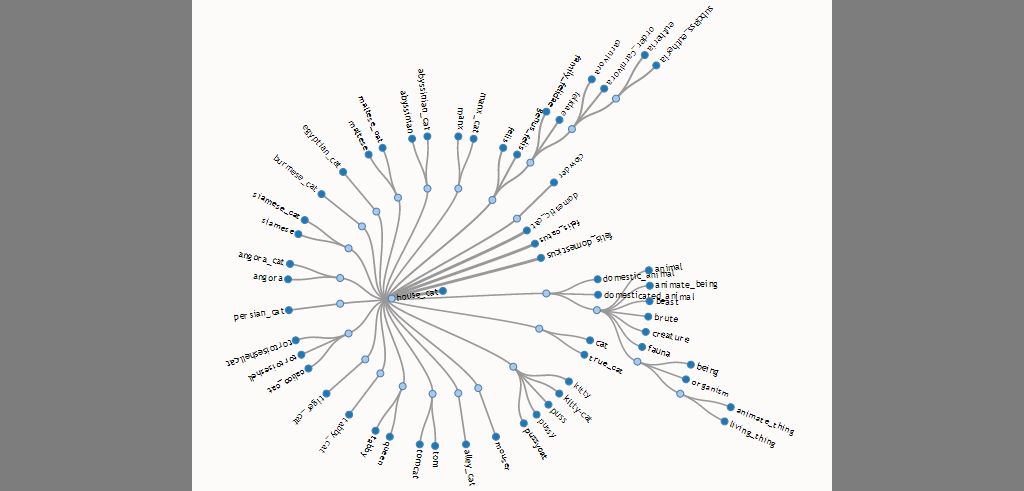 subclass_eutheria
eutheria
order_carnivora
carnivora
family_felidae
felidae
genus_felis
felis
manx_cat
manx
abyssinian_cat
abyssinian
maltese_cat
maltese
egyptian_cat
burmese_cat
siamese_cat
siamese
angora_cat
angora
persian_cat
tortoiseshellcat
tortoiseshell
calico_cat
tiger_cat
tabby_cat
tabby
queen
tomcat
tom
alley_cat
mouser
pussycat
pussy
puss
kitty-cat
kitty
true_cat
cat
clowder
domestic_cat
felis_catus
felis_domesticus
house_cat
domestic_animal
domesticated_animal
animal
animate_being
beast
brute
creature
fauna
being
organism
animate_thing
living_thing